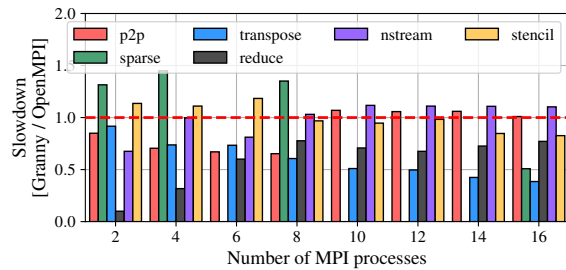 2.0
1.5
1.0
0.5
0.0
Slowdown
[Granny / OpenMPI]
p2p
transpose
nstream
stencil
sparse
reduce
2
4
6
8
10
12
14
16
Number of MPI processes